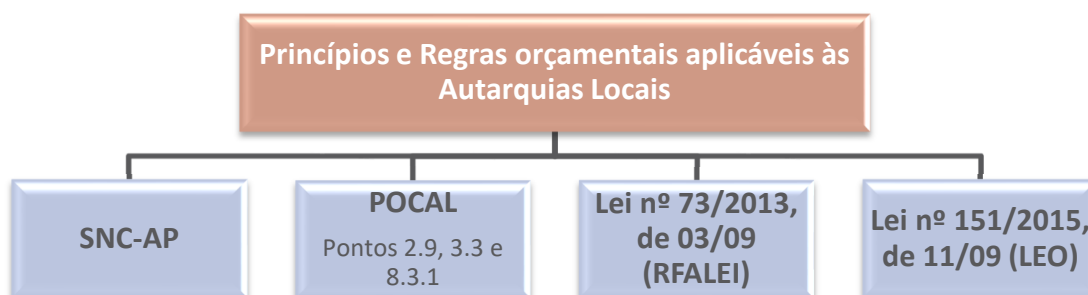 Princípios e Regras orçamentais aplicáveis às
Autarquias Locais
SNC-AP
POCAL
Pontos 2.9, 3.3 e
8.3.1
Lei nº 73/2013,
de 03/09
(RFALEI)
Lei nº 151/2015,
de 11/09 (LEO)